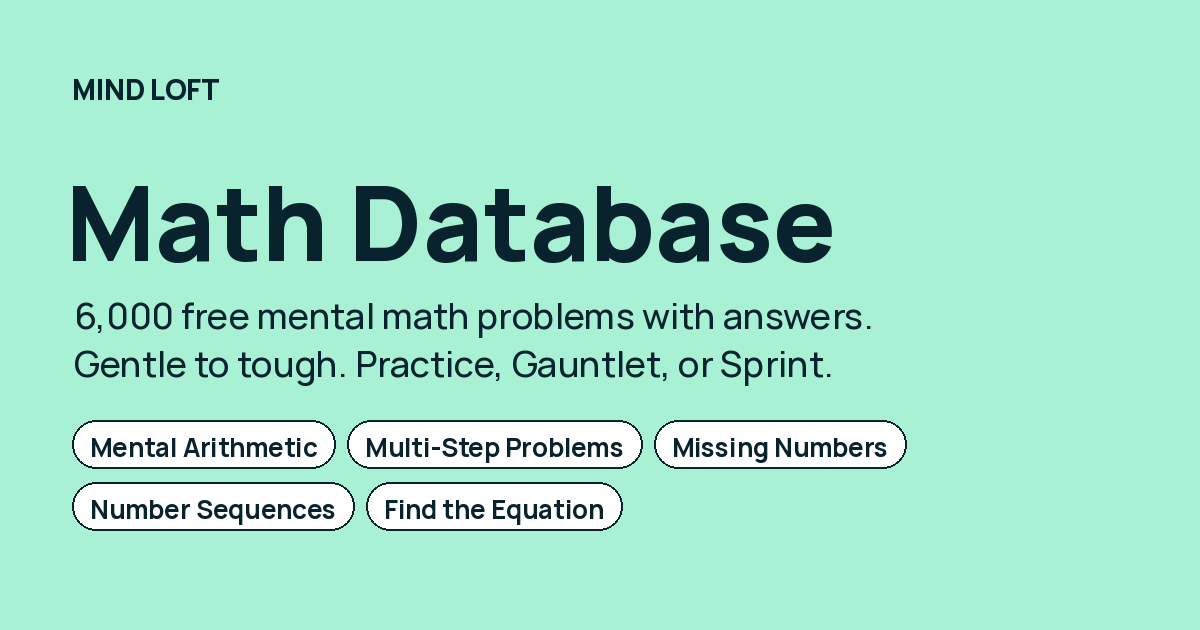 MIND LOFT
Math Database
6,000 free mental math problems with answers.
Gentle to tough. Practice, Gauntlet, or Sprint.
Mental Arithmetic Multi-Step Problems Missing Numbers
Number Sequences Find the Equation